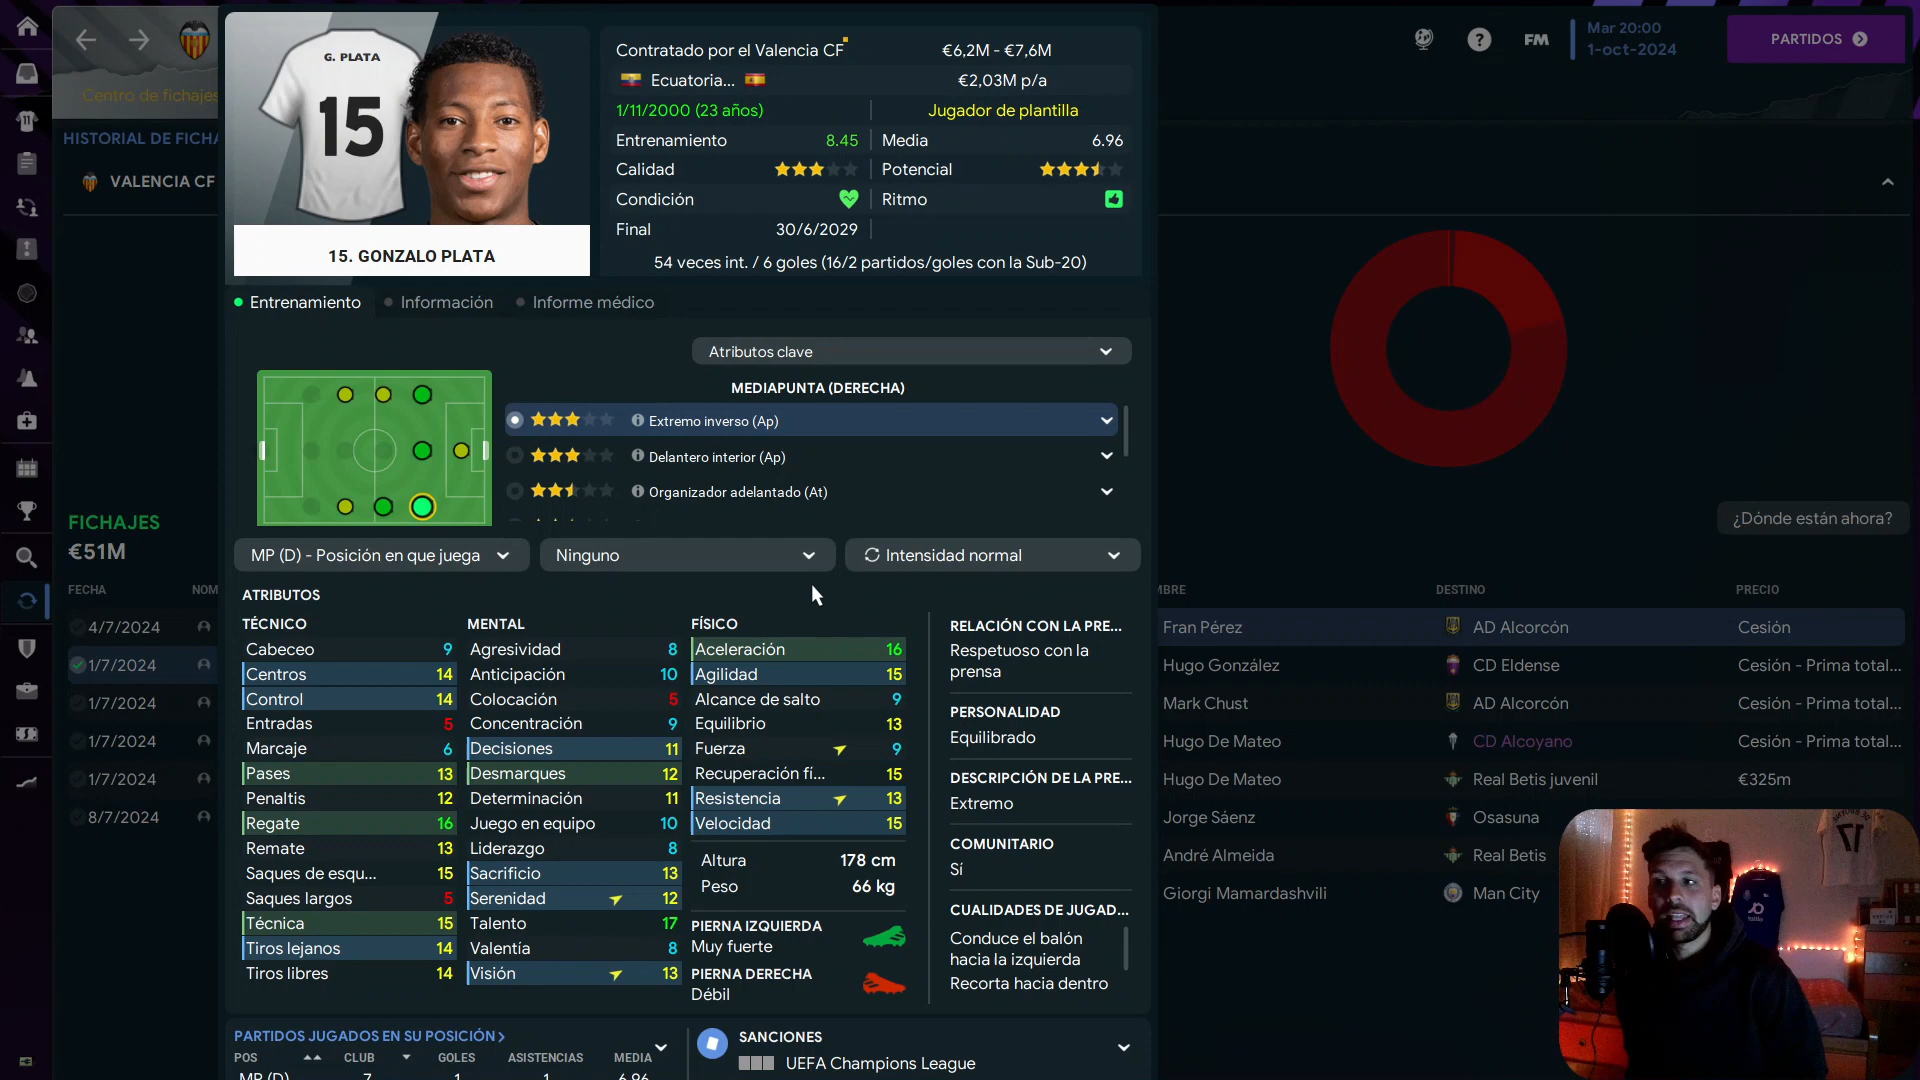 FM
Mar 20:00
1-oct-2024
PARTIDOS
Centro de fichajes
HISTORIAL DE FICHA
VALENCIA CF
G. PLATA
15
15. GONZALO PLATA
Contratado por el Valencia CF
€6,2M - €7,6M
Ecuatoria...
€2,03M p/a
1/11/2000 (23 años)
Jugador de plantilla
Entrenamiento 8.45
Media 6.96
Calidad
Potencial
Condición
Ritmo
Final 30/6/2029
54 veces int. / 6 goles (16/2 partidos/goles con la Sub-20)
Entrenamiento
Información
Informe médico
Atributos clave
MEDIAPUNTA (DERECHA)
Extremo inverso (Ap)
Delantero interior (Ap)
Organizador adelantado (At)
MP (D) - Posición en que juega
Ninguno
Intensidad normal
ATRIBUTOS
TÉCNICO
Cabeceo 9
Centros 14
Control 14
Entradas 5
Marcaje 6
Pases 13
Penaltis 12
Regate 16
Remate 13
Saques de esqu... 15
Saques largos 5
Técnica 15
Tiros lejanos 14
Tiros libres 14
MENTAL
Agresividad 8
Anticipación 10
Colocación 5
Concentración 9
Decisiones 11
Desmarques 12
Determinación 11
Juego en equipo 10
Liderazgo 8
Sacrificio 13
Serenidad 12
Talento 17
Valentía 8
Visión 13
FÍSICO
Aceleración 16
Agilidad 15
Alcance de salto 9
Equilibrio 13
Fuerza 9
Recuperación fí... 15
Resistencia 13
Velocidad 15
Altura 178 cm
Peso 66 kg
PIERNA IZQUIERDA
Muy fuerte
PIERNA DERECHA
Débil
RELACIÓN CON LA PRE...
Respetuoso con la
prensa
PERSONALIDAD
Equilibrado
DESCRIPCIÓN DE LA PRE...
Extremo
COMUNITARIO
Sí
CUALIDADES DE JUGAD...
Conduce el balón
hacia la izquierda
Recorta hacia dentro
PARTIDOS JUGADOS EN SU POSICIÓN
POS CLUB GOLES ASISTENCIAS MEDIA
MP (D) 7 1 1 6.96
SANCIONES
UEFA Champions League
FICHAJES
€51M
FECHA NOM
4/7/2024
1/7/2024
1/7/2024
1/7/2024
1/7/2024
8/7/2024
¿Dónde están ahora?
MBRE DESTINO PRECIO
Fran Pérez AD Alcorcón Cesión
Hugo González CD Eldense Cesión - Prima total...
Mark Chust AD Alcorcón Cesión - Prima total...
Hugo De Mateo CD Alcoyano Cesión - Prima total...
Hugo De Mateo Real Betis juvenil €325m
Jorge Sáenz Osasuna
André Almeida Real Betis
Giorgi Mamardashvili Man City
17